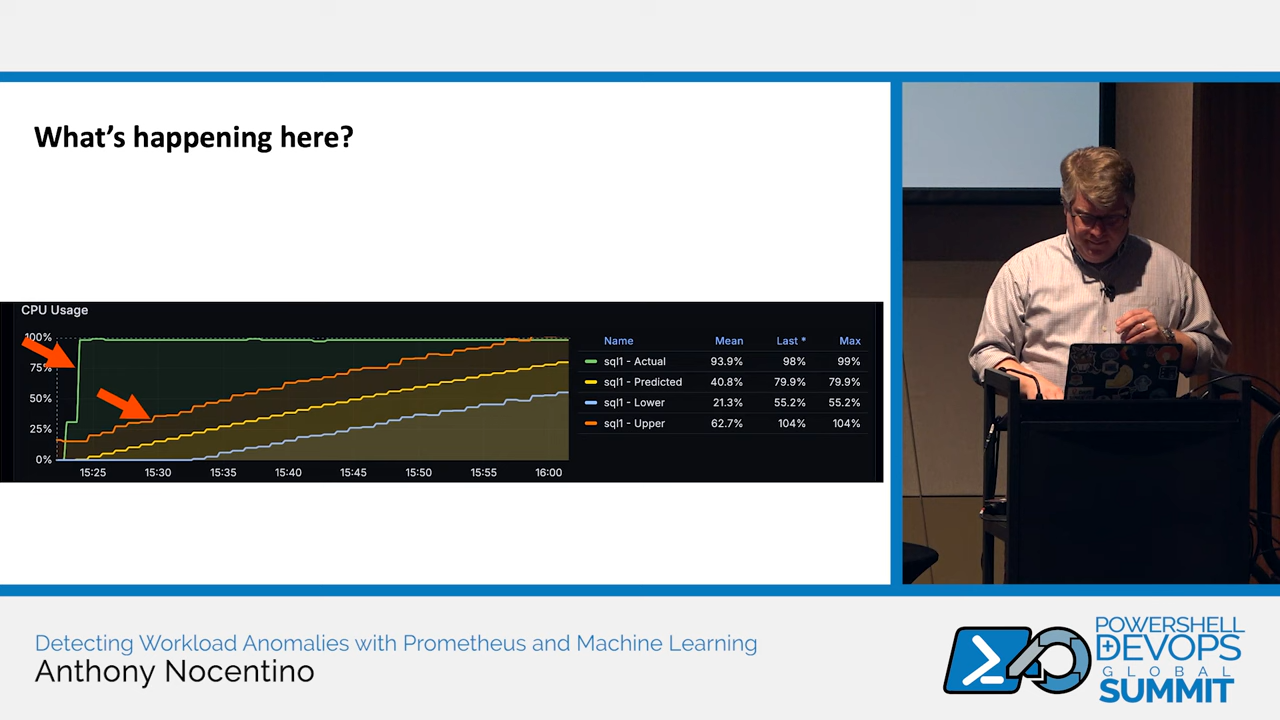 What's happening here?
CPU Usage
100%
75%
50%
25%
0%
15:25 15:30 15:35 15:40 15:45 15:50 15:55 16:00
Name Mean Last * Max
sql1 - Actual 93.9% 98% 99%
sql1 - Predicted 40.8% 79.9% 79.9%
sql1 - Lower 21.3% 55.2% 55.2%
sql1 - Upper 62.7% 104% 104%
Detecting Workload Anomalies with Prometheus and Machine Learning
Anthony Nocentino
POWERSHELL
DEVOPS
GLOBAL
SUMMIT